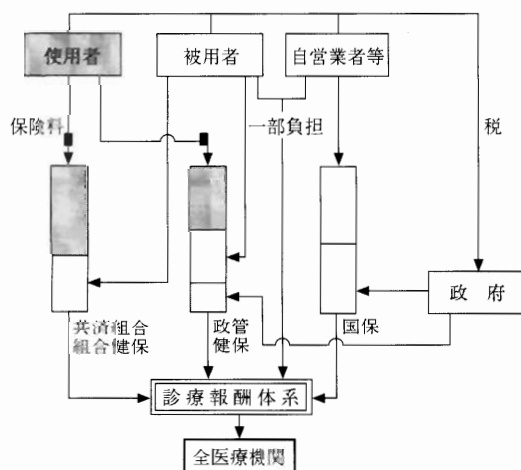 使用者
被用者
自営業者等
保険料
一部負担
税
政府
共済組合
組合健保
政管
健保
国保
診療報酬体系
全医療機関